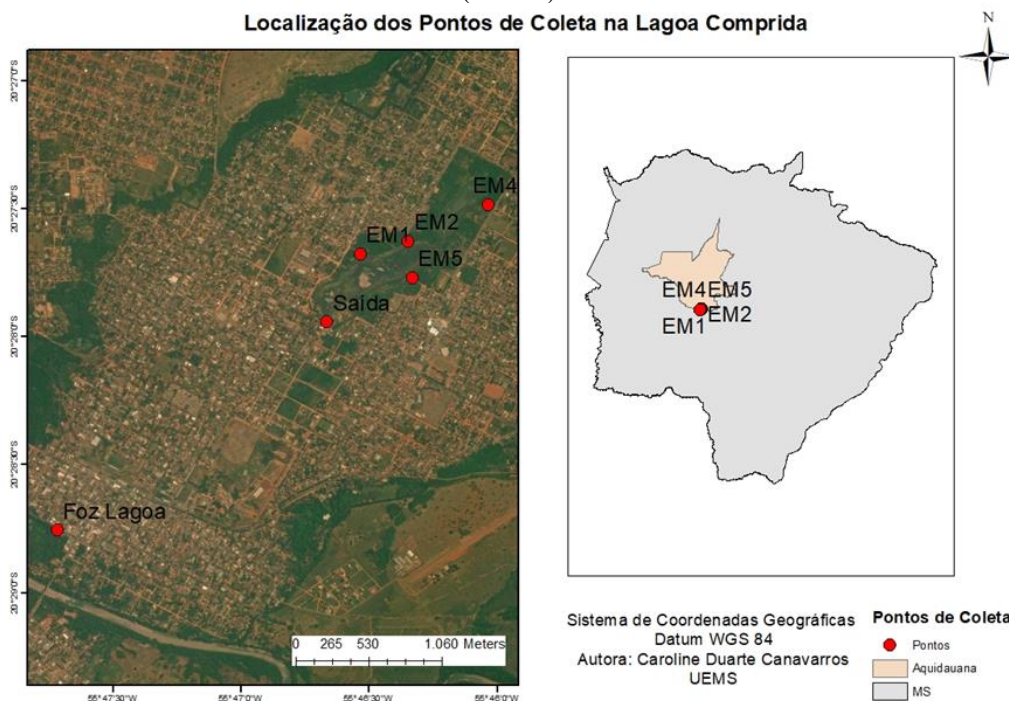 Localização dos Pontos de Coleta na Lagoa Comprida
N
20°27'0"S
20°27'30"S
20°28'0"S
20°28'30"S
20°29'0"S
EM4
EM2
EM1
EM5
Saída
Foz Lagoa
0 265 530 1.060 Meters
55°47'30"W
55°47'0"W
55°46'30"W
55°46'0"W
EM4EM5
EM2
EM1
Sistema de Coordenadas Geográficas
Datum WGS 84
Autora: Caroline Duarte Canavarros
UEMS
Pontos de Coleta
Pontos
Aquidauana
MS